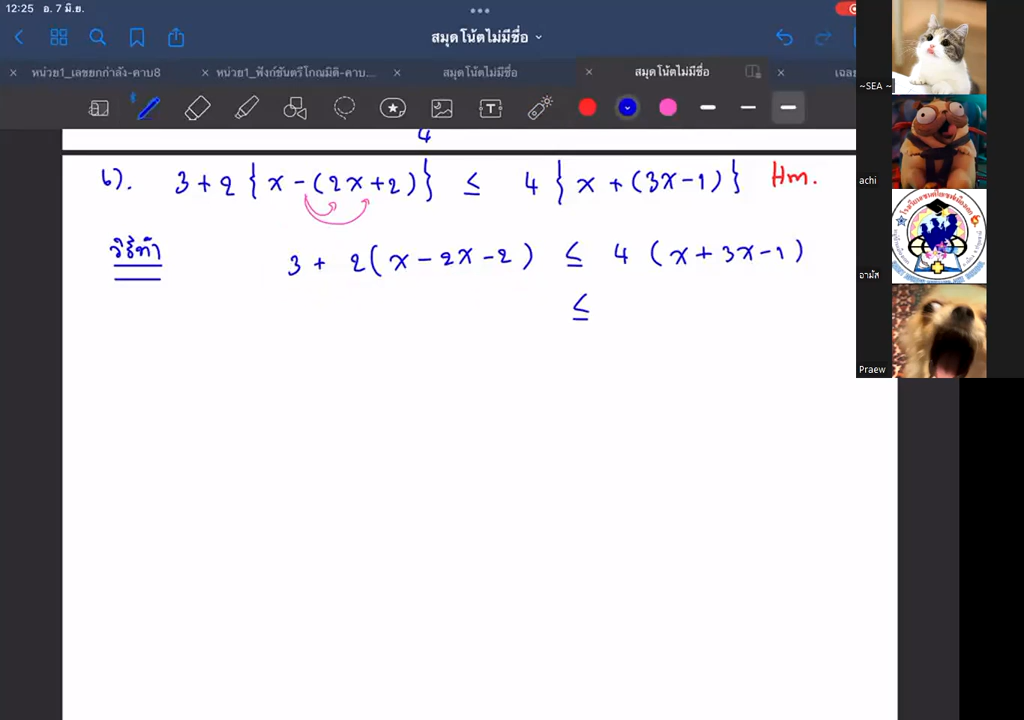 12:25 อ. 7 มิ.ย.
สมุดโน้ตไม่มีชื่อ
หน่วย1_เลขยกกำลัง-คาบ8
หน่วย1_ฟังก์ชันตรีโกณมิติ-คาบ...
สมุดโน้ตไม่มีชื่อ
สมุดโน้ตไม่มีชื่อ
เฉลย
~SEA ~
achi
อามัส
Praew
4
6). 3 + 2 { x - (2x + 2) } ≤ 4 { x + (3x - 1) } Hm.
วิธีทำ 3 + 2 ( x - 2x - 2 ) ≤ 4 ( x + 3x - 1 )
≤